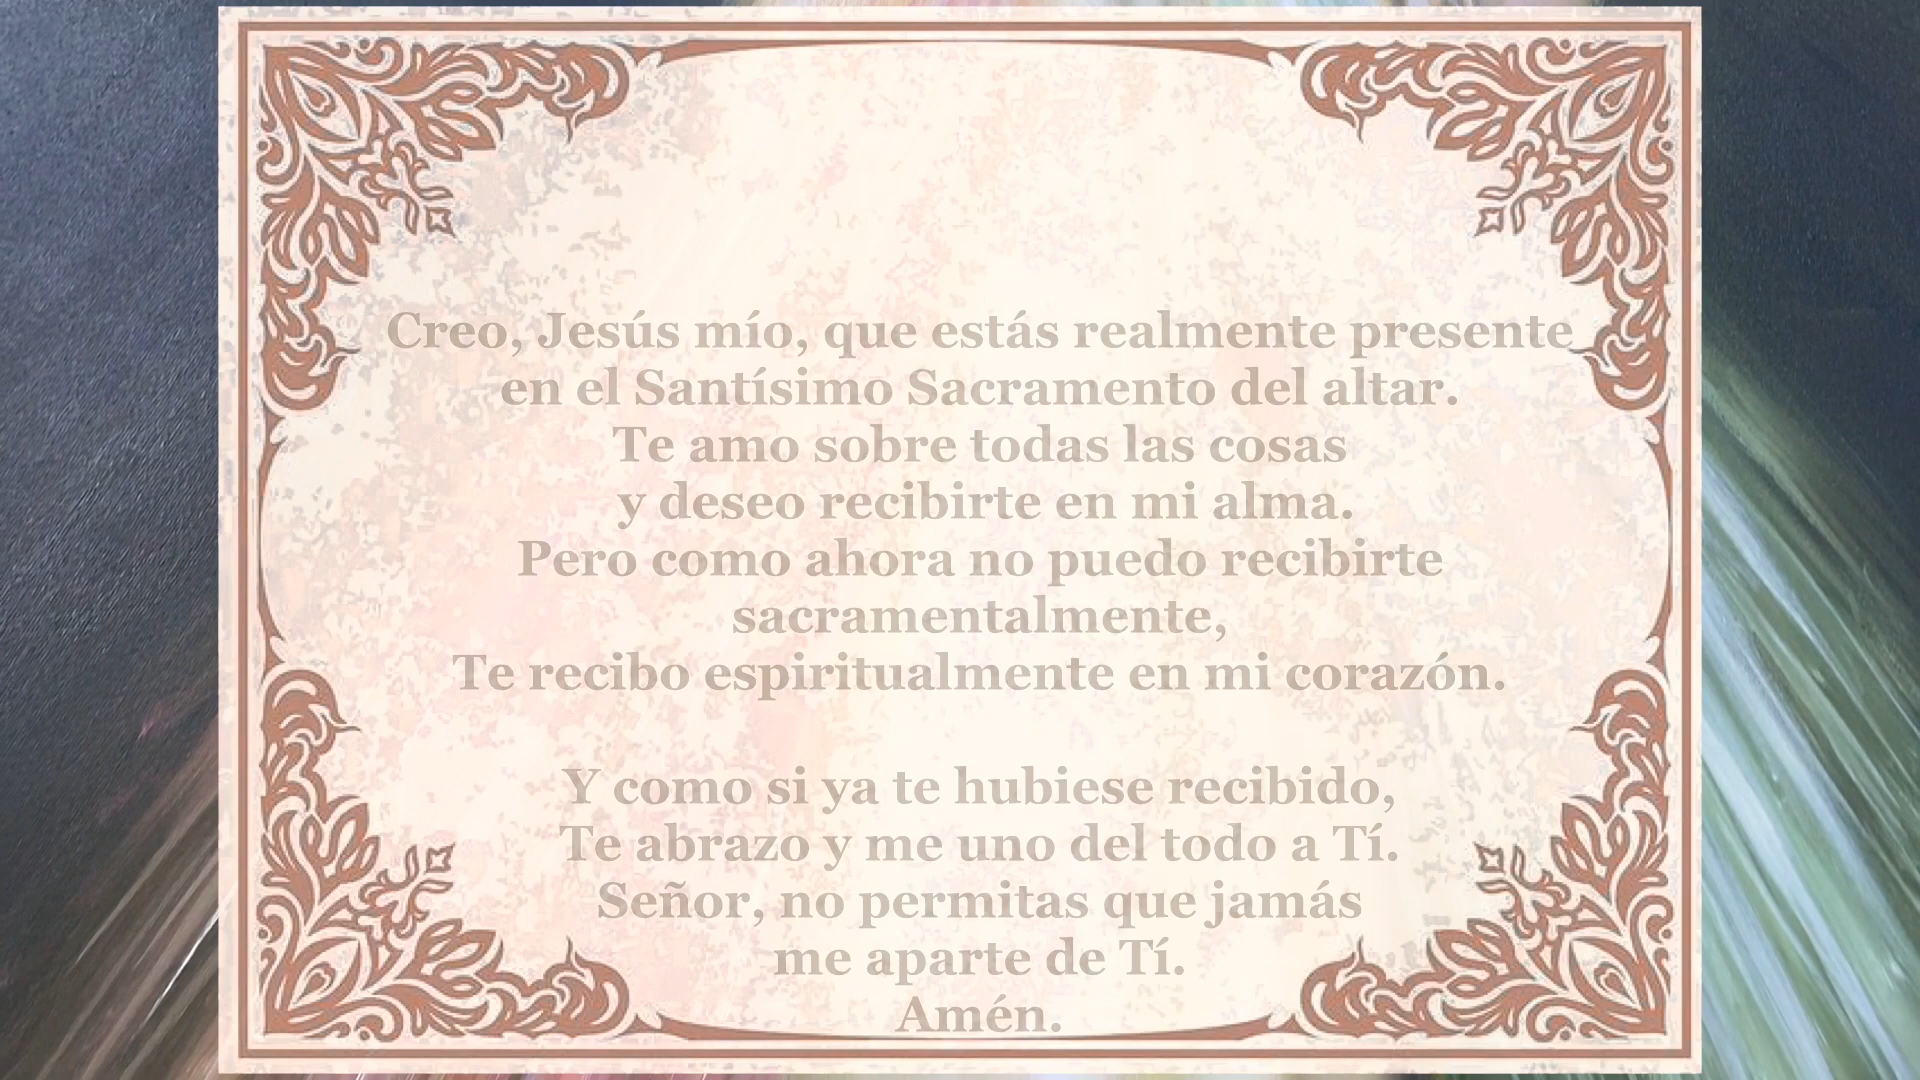 Creo, Jesús mío, que estás realmente presente
en el Santísimo Sacramento del altar.
Te amo sobre todas las cosas
y deseo recibirte en mi alma.
Pero como ahora no puedo recibirte
sacramentalmente,
Te recibo espiritualmente en mi corazón.
Y como si ya te hubiese recibido,
Te abrazo y me uno del todo a Tí.
Señor, no permitas que jamás
me aparte de Tí.
Amén.